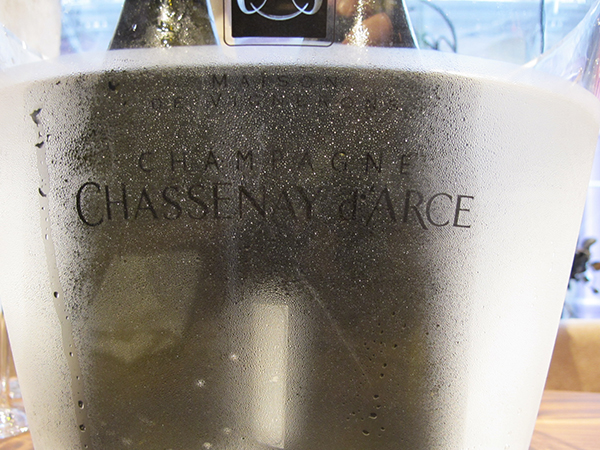 MAISON
DE VIGNERONS
CHAMPAGNE
CHASSENAY d'ARCE